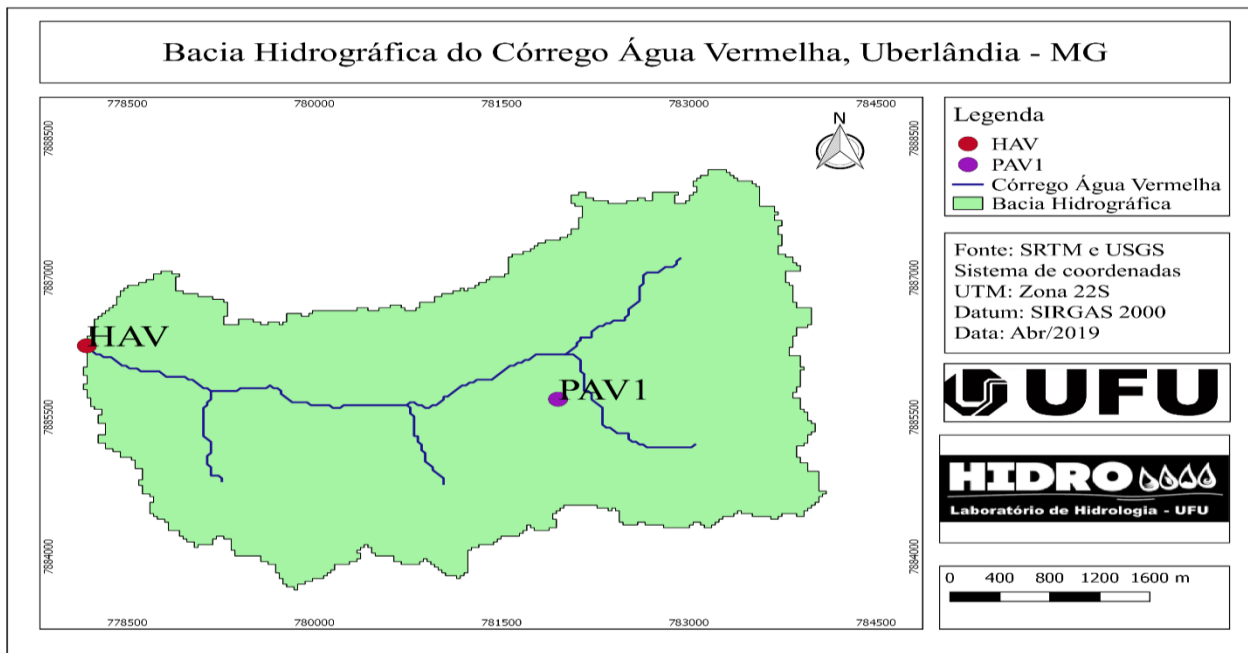 Bacia Hidrográfica do Córrego Água Vermelha, Uberlândia - MG
778500 780000 781500 783000 784500
7888500 7888500
7887000 7887000
7885500 7885500
7884000 7884000
778500 780000 781500 783000 784500
N
HAV
PAV1
Legenda
HAV
PAV1
Córrego Água Vermelha
Bacia Hidrográfica
Fonte: SRTM e USGS
Sistema de coordenadas
UTM: Zona 22S
Datum: SIRGAS 2000
Data: Abr/2019
UFU
HIDRO
Laboratório de Hidrologia - UFU
0 400 800 1200 1600 m